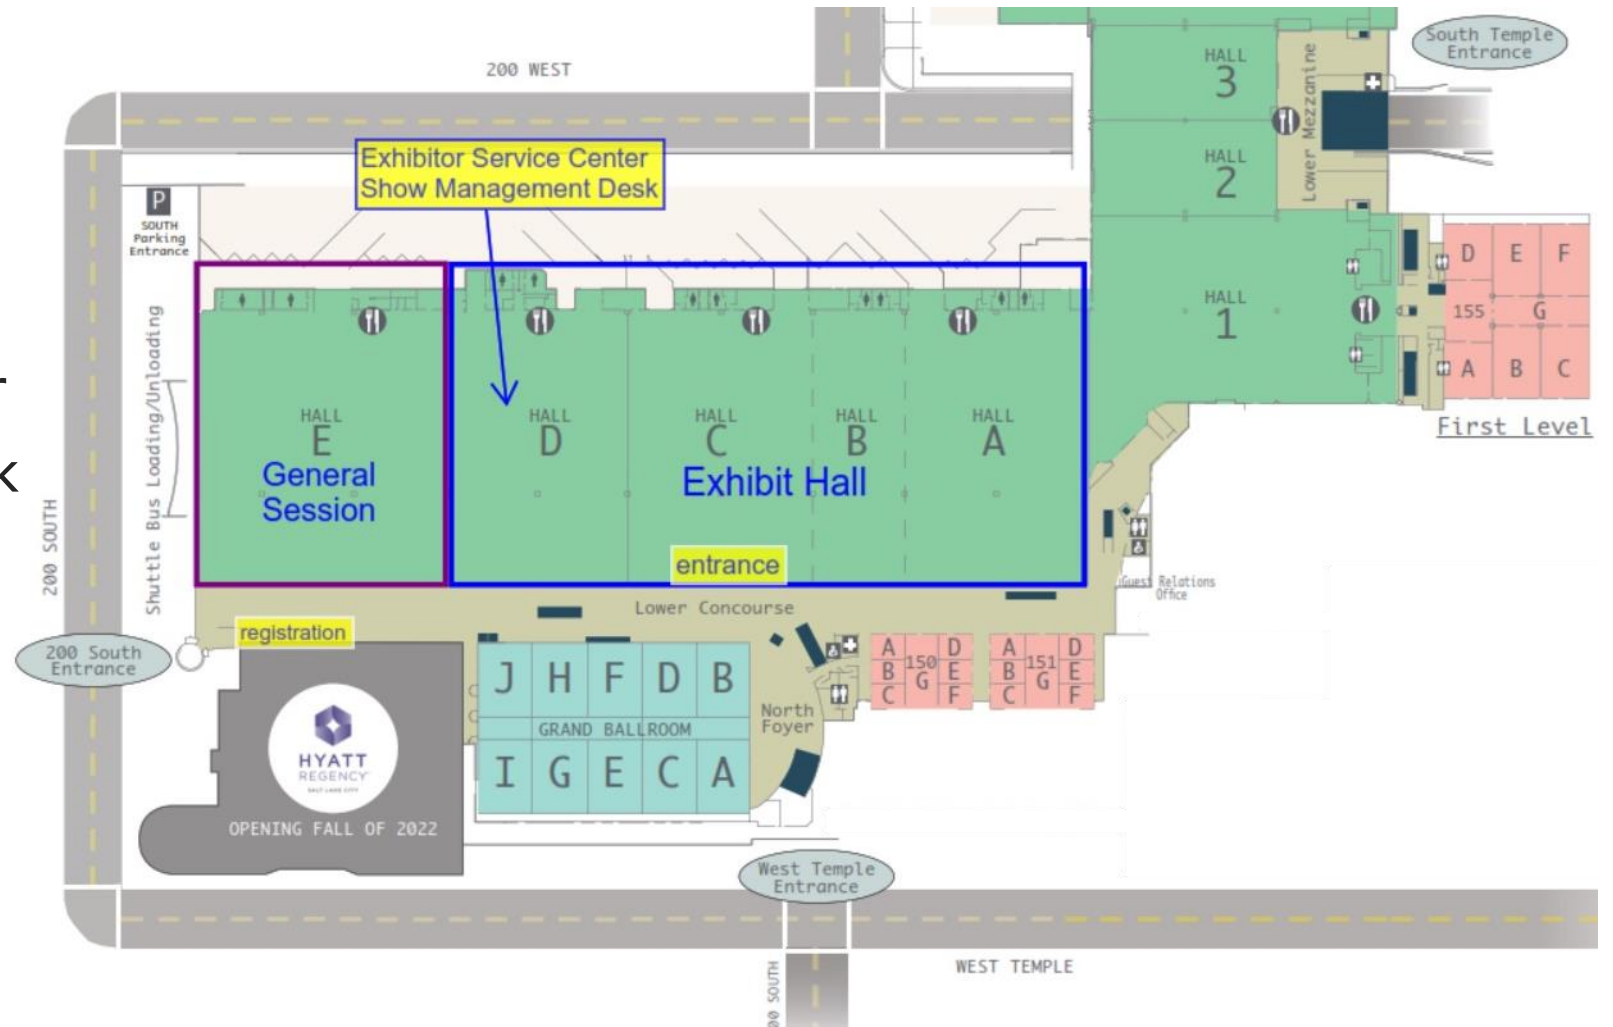 200 WEST
South Temple
Entrance
HALL
3
HALL
2
Lower Mezzanine
Exhibitor Service Center
Show Management Desk
P
SOUTH
Parking
Entrance
HALL
1
D E F
155 G
A B C
First Level
Shuttle Bus Loading/Unloading
200 SOUTH
HALL
E
General
Session
HALL
D
HALL
C
HALL
B
HALL
A
Exhibit Hall
entrance
Guest Relations
Office
Lower Concourse
registration
200 South
Entrance
J H F D B
GRAND BALLROOM
I G E C A
North
Foyer
A D
B 150 E
C G F
A D
B 151 E
C G F
HYATT
REGENCY
SALT LAKE CITY
OPENING FALL OF 2022
West Temple
Entrance
WEST TEMPLE